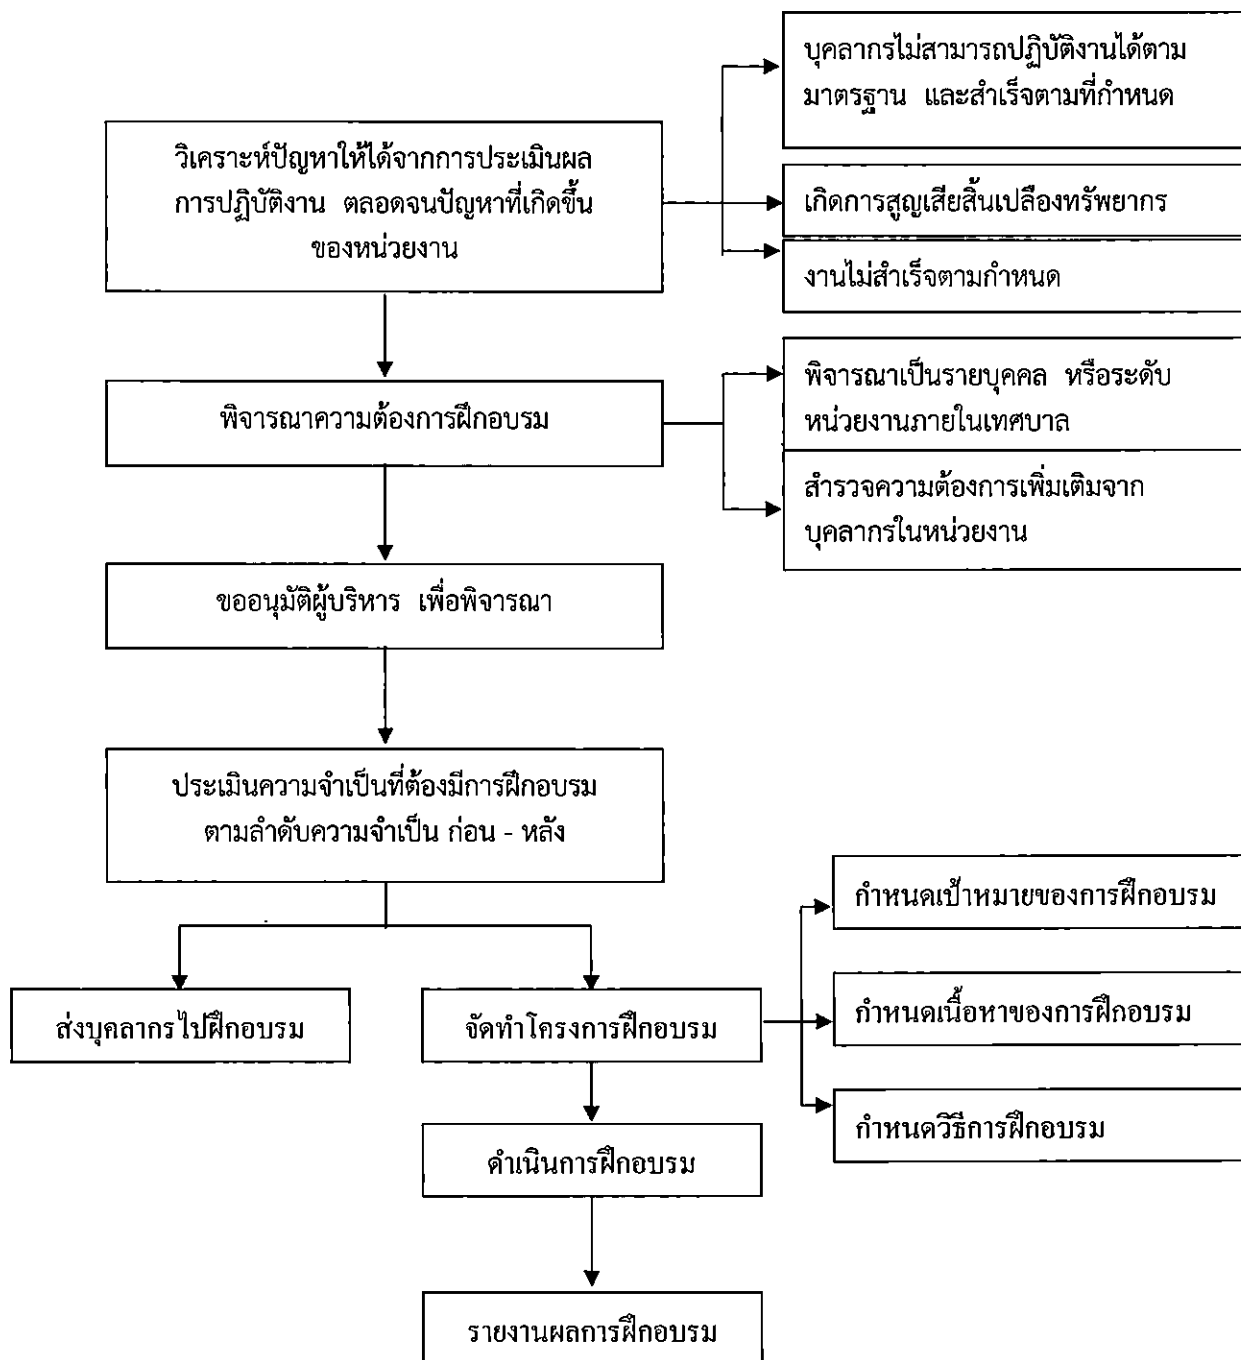 บุคลากรไม่สามารถปฏิบัติงานได้ตาม
มาตรฐาน และสำเร็จตามที่กำหนด
วิเคราะห์ปัญหาให้ได้จากการประเมินผล
การปฏิบัติงาน ตลอดจนปัญหาที่เกิดขึ้น
ของหน่วยงาน
เกิดการสูญเสียสิ้นเปลืองทรัพยากร
งานไม่สำเร็จตามกำหนด
พิจารณาความต้องการฝึกอบรม
พิจารณาเป็นรายบุคคล หรือระดับ
หน่วยงานภายในเทศบาล
สำรวจความต้องการเพิ่มเติมจาก
บุคลากรในหน่วยงาน
ขออนุมัติผู้บริหาร เพื่อพิจารณา
ประเมินความจำเป็นที่ต้องมีการฝึกอบรม
ตามลำดับความจำเป็น ก่อน - หลัง
ส่งบุคลากรไปฝึกอบรม
จัดทำโครงการฝึกอบรม
กำหนดเป้าหมายของการฝึกอบรม
กำหนดเนื้อหาของการฝึกอบรม
กำหนดวิธีการฝึกอบรม
ดำเนินการฝึกอบรม
รายงานผลการฝึกอบรม